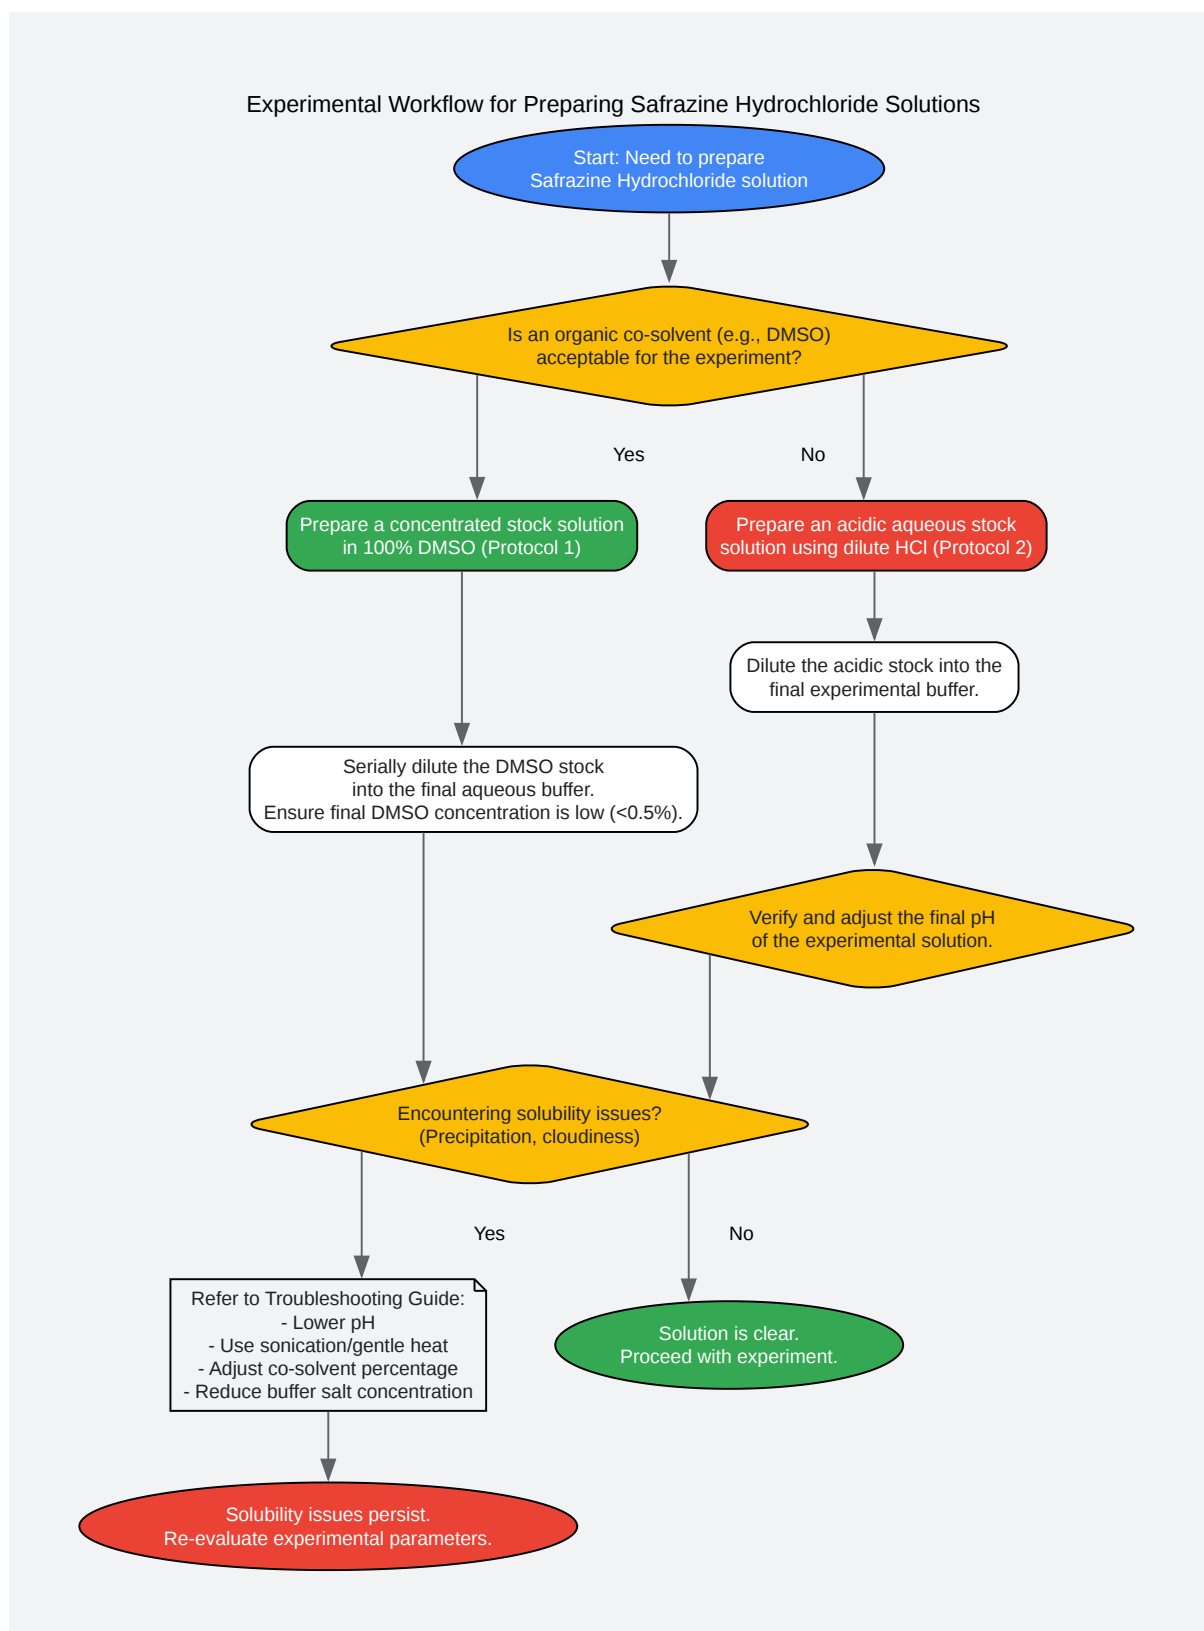 Experimental Workflow for Preparing Safrazine Hydrochloride Solutions
Start: Need to prepare
Safrazine Hydrochloride solution
Is an organic co-solvent (e.g., DMSO)
acceptable for the experiment?
Yes
No
Prepare a concentrated stock solution
in 100% DMSO (Protocol 1)
Prepare an acidic aqueous stock
solution using dilute HCl (Protocol 2)
Dilute the acidic stock into the
final experimental buffer.
Serially dilute the DMSO stock
into the final aqueous buffer.
Ensure final DMSO concentration is low (<0.5%).
Verify and adjust the final pH
of the experimental solution.
Encountering solubility issues?
(Precipitation, cloudiness)
Yes
No
Refer to Troubleshooting Guide:
- Lower pH
- Use sonication/gentle heat
- Adjust co-solvent percentage
- Reduce buffer salt concentration
Solution is clear.
Proceed with experiment.
Solubility issues persist.
Re-evaluate experimental parameters.